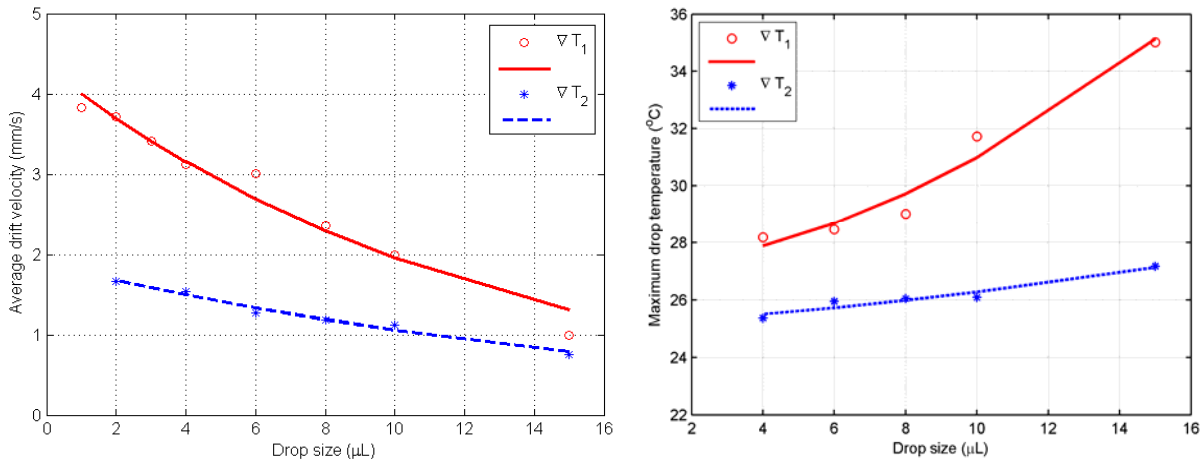 5
4
3
2
1
0
Average drift velocity (mm/s)
∇ T1
∇ T2
0 2 4 6 8 10 12 14 16
Drop size (μL)
36
34
32
30
28
26
24
22
Maximum drop temperature (°C)
∇ T1
∇ T2
2 4 6 8 10 12 14 16
Drop size (μL)